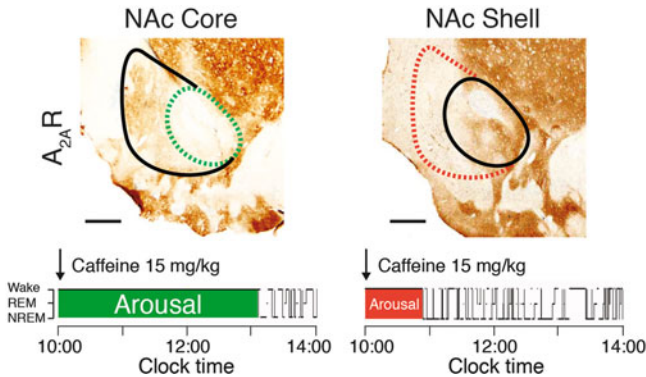 NAc Core
NAc Shell
A2AR
Caffeine 15 mg/kg
Caffeine 15 mg/kg
Wake
REM
NREM
Arousal
Arousal
10:00 12:00 14:00
10:00 12:00 14:00
Clock time
Clock time